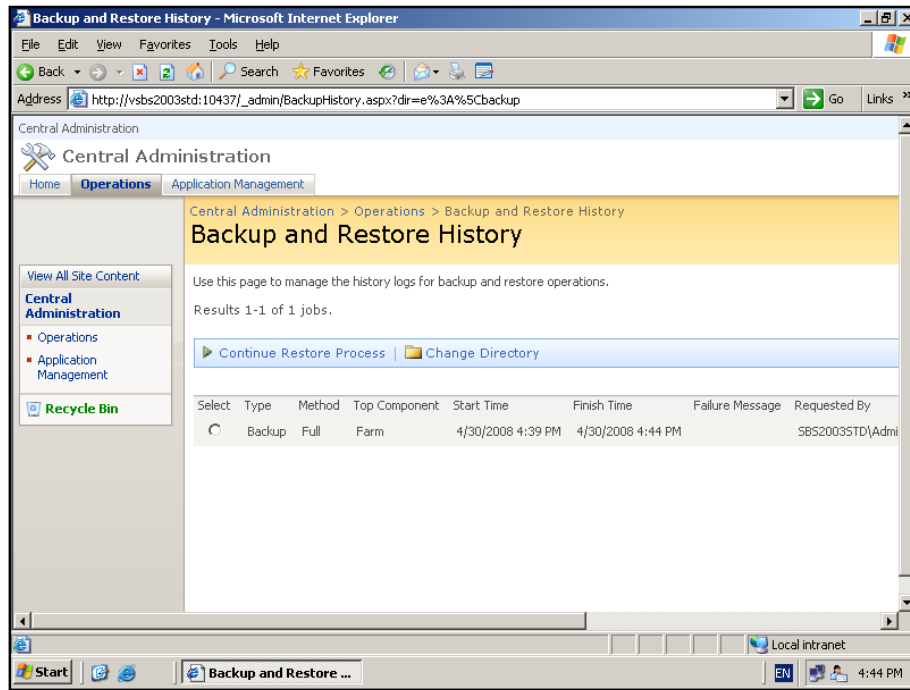 Backup and Restore History - Microsoft Internet Explorer
File Edit View Favorites Tools Help
Back Search Favorites
Address http://vsbs2003std:10437/_admin/BackupHistory.aspx?dir=e%3A%5Cbackup Go Links »
Central Administration
Central Administration
Home Operations Application Management
Central Administration > Operations > Backup and Restore History
Backup and Restore History
View All Site Content
Central Administration
Operations
Application Management
Recycle Bin
Use this page to manage the history logs for backup and restore operations.
Results 1-1 of 1 jobs.
Continue Restore Process | Change Directory
Select Type Method Top Component Start Time Finish Time Failure Message Requested By
Backup Full Farm 4/30/2008 4:39 PM 4/30/2008 4:44 PM SBS2003STD\Admi
Local intranet
Start Backup and Restore ... EN 4:44 PM